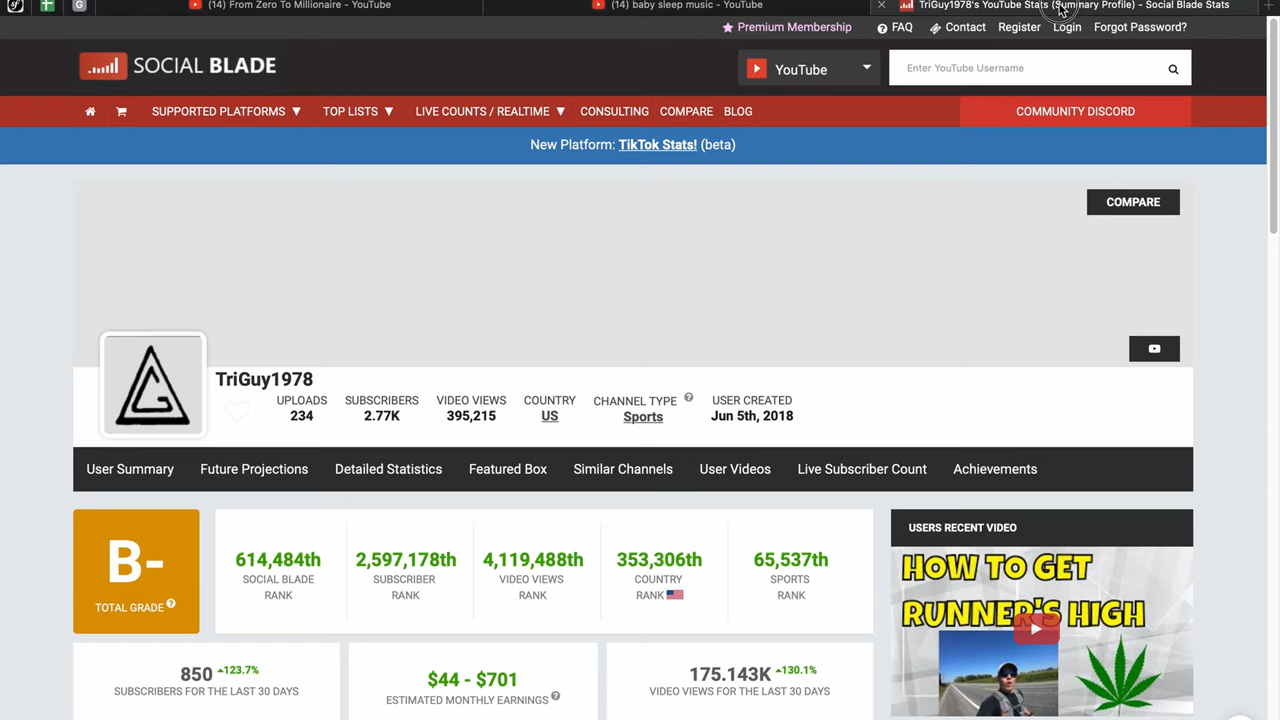 (14) From Zero To Millionaire - YouTube
(14) baby sleep music - YouTube
TriGuy1978's YouTube Stats (Summary Profile) - Social Blade Stats
Premium Membership
FAQ
Contact
Register
Login
Forgot Password?
SOCIAL BLADE
YouTube
Enter YouTube Username
SUPPORTED PLATFORMS ▼
TOP LISTS ▼
LIVE COUNTS / REALTIME ▼
CONSULTING
COMPARE
BLOG
COMMUNITY DISCORD
New Platform: TikTok Stats! (beta)
COMPARE
TriGuy1978
UPLOADS
234
SUBSCRIBERS
2.77K
VIDEO VIEWS
395,215
COUNTRY
US
CHANNEL TYPE
Sports
USER CREATED
Jun 5th, 2018
User Summary
Future Projections
Detailed Statistics
Featured Box
Similar Channels
User Videos
Live Subscriber Count
Achievements
B-
TOTAL GRADE
614,484th
SOCIAL BLADE
RANK
2,597,178th
SUBSCRIBER
RANK
4,119,488th
VIDEO VIEWS
RANK
353,306th
COUNTRY
RANK
65,537th
SPORTS
RANK
USERS RECENT VIDEO
HOW TO GET
RUNNER'S HIGH
850 +123.7%
SUBSCRIBERS FOR THE LAST 30 DAYS
$44 - $701
ESTIMATED MONTHLY EARNINGS
175.143K +130.1%
VIDEO VIEWS FOR THE LAST 30 DAYS